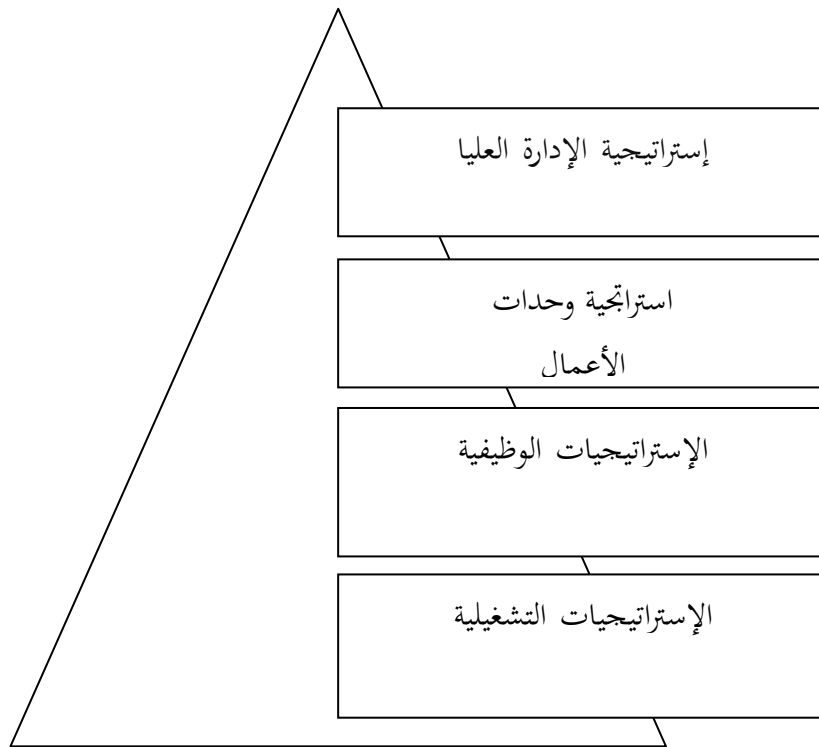 إستراتيجية الإدارة العليا
استراتجية وحدات
الأعمال
الإستراتيجيات الوظيفية
الإستراتيجيات التشغيلية